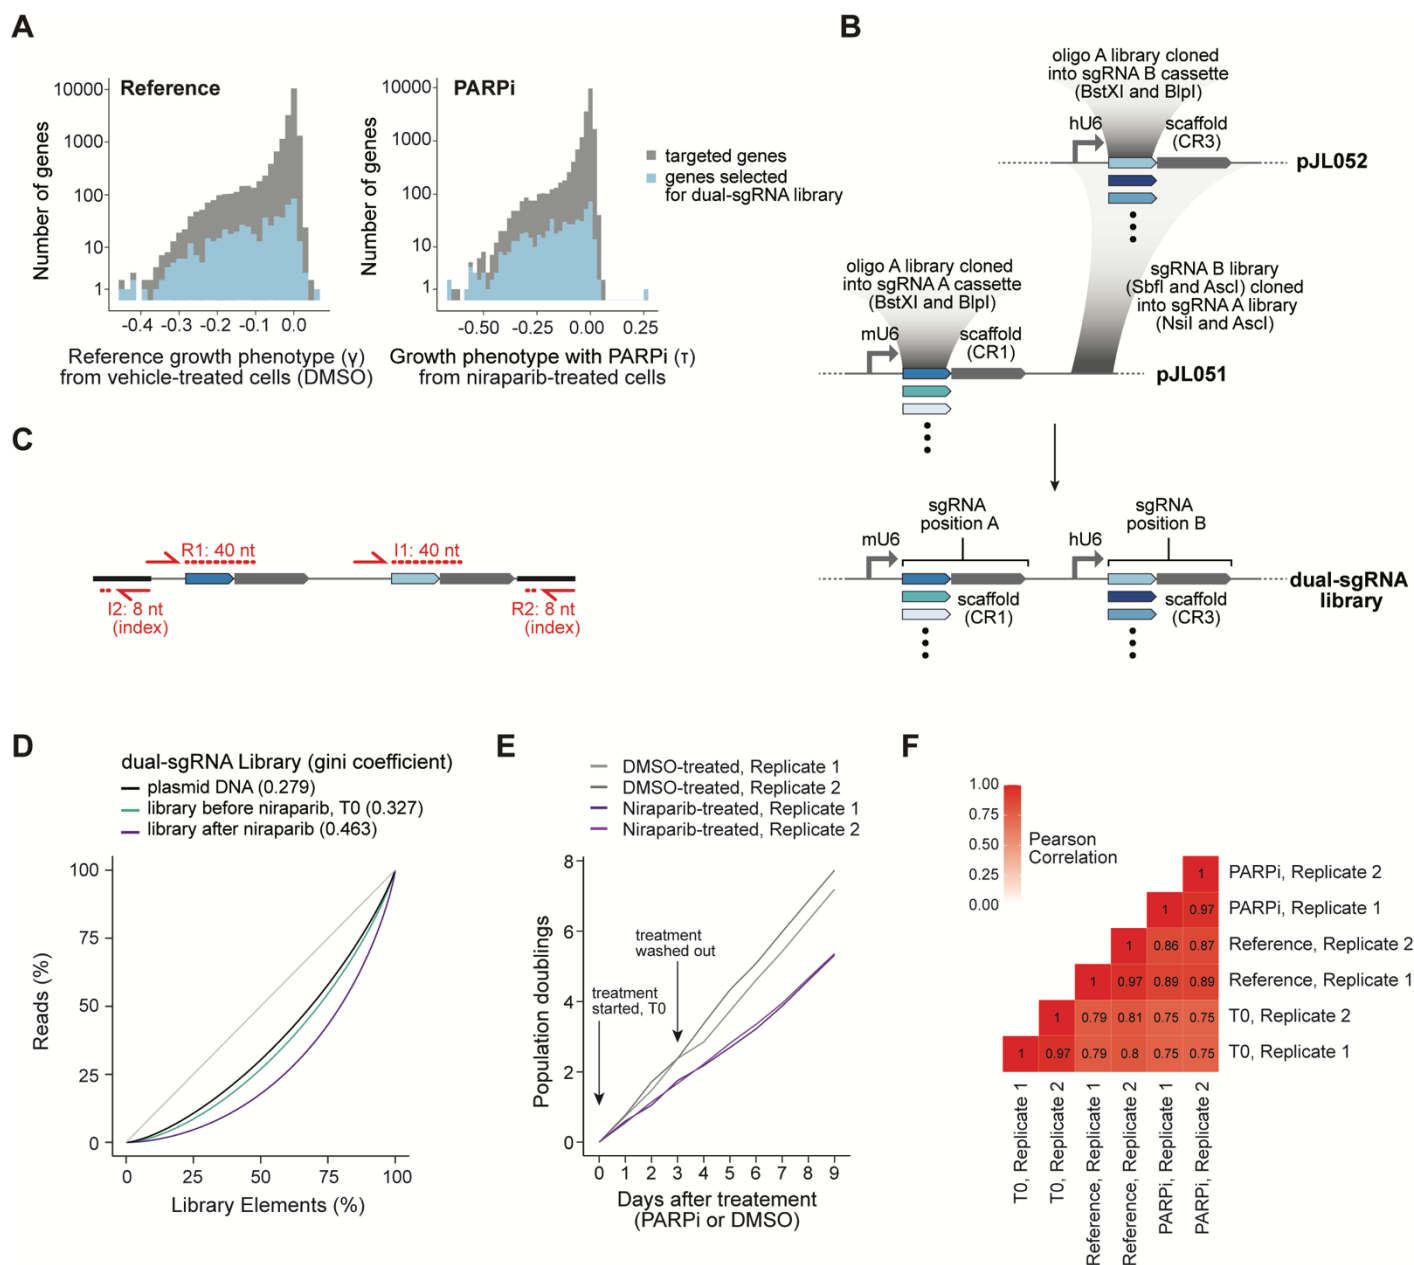 A
Reference
Number of genes
10000
1000
100
10
1
-0.4
-0.3
-0.2
-0.1
0.0
Reference growth phenotype (γ)
from vehicle-treated cells (DMSO)
PARPi
Number of genes
10000
1000
100
10
1
-0.50
-0.25
0.00
0.25
Growth phenotype with PARPi (τ)
from niraparib-treated cells
targeted genes
genes selected
for dual-sgRNA library
B
oligo A library cloned
into sgRNA B cassette
(BstXI and BlpI)
hU6
scaffold
(CR3)
pJL052
oligo A library cloned
into sgRNA A cassette
(BstXI and BlpI)
sgRNA B library
(SbfI and AscI) cloned
into sgRNA A library
(NsiI and AscI)
mU6
scaffold
(CR1)
pJL051
sgRNA
position A
sgRNA
position B
mU6
hU6
dual-sgRNA
library
scaffold
(CR1)
scaffold
(CR3)
C
R1: 40 nt
I1: 40 nt
I2: 8 nt
(index)
R2: 8 nt
(index)
D
dual-sgRNA Library (gini coefficient)
plasmid DNA (0.279)
library before niraparib, T0 (0.327)
library after niraparib (0.463)
Reads (%)
100
75
50
25
0
0
25
50
75
100
Library Elements (%)
E
DMSO-treated, Replicate 1
DMSO-treated, Replicate 2
Niraparib-treated, Replicate 1
Niraparib-treated, Replicate 2
Population doublings
8
6
4
2
0
treatment
washed out
treatment
started, T0
0 1 2 3 4 5 6 7 8 9
Days after treatement
(PARPi or DMSO)
F
1.00
0.75
0.50
0.25
0.00
Pearson
Correlation
1 PARPi, Replicate 2
1 0.97 PARPi, Replicate 1
1 0.86 0.87 Reference, Replicate 2
1 0.97 0.89 0.89 Reference, Replicate 1
1 0.79 0.81 0.75 0.75 T0, Replicate 2
1 0.97 0.79 0.8 0.75 0.75 T0, Replicate 1
T0, Replicate 1
T0, Replicate 2
Reference, Replicate 1
Reference, Replicate 2
PARPi, Replicate 1
PARPi, Replicate 2